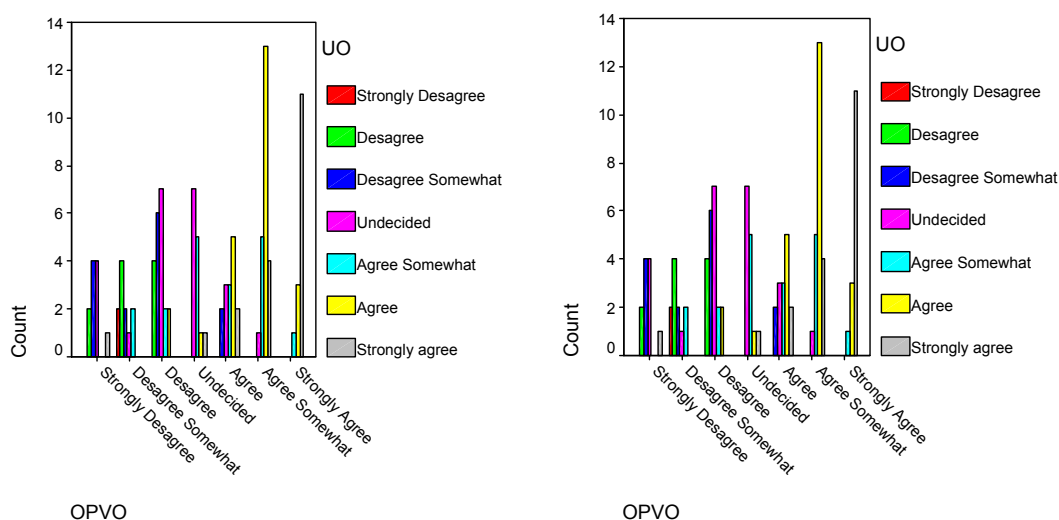 14
12
10
8
6
4
2
0
Count
UO
Strongly Desagree
Desagree
Desagree Somewhat
Undecided
Agree Somewhat
Agree
Strongly agree
Strongly Desagree
Desagree Somewhat
Desagree
Undecided
Agree
Agree Somewhat
Strongly Agree
OPVO
14
12
10
8
6
4
2
0
Count
UO
Strongly Desagree
Desagree
Desagree Somewhat
Undecided
Agree Somewhat
Agree
Strongly agree
Strongly Desagree
Desagree Somewhat
Desagree
Undecided
Agree
Agree Somewhat
Strongly Agree
OPVO